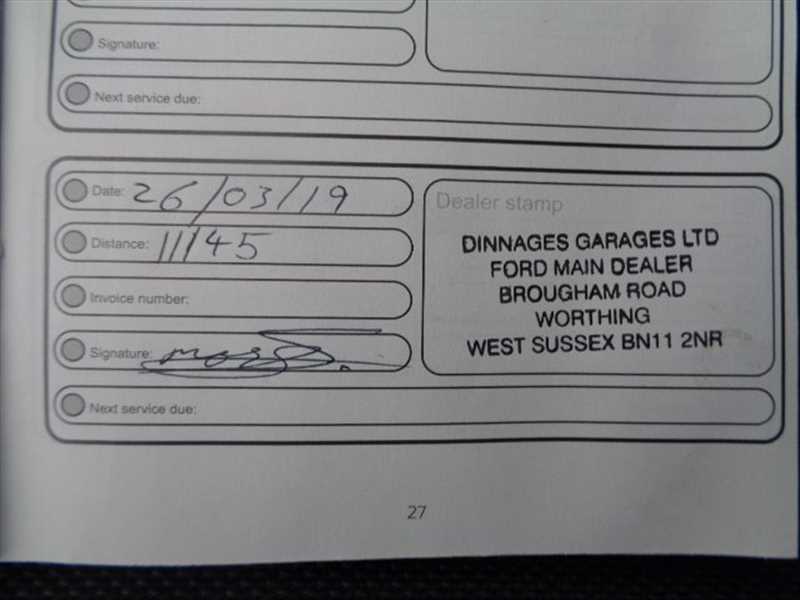 Signature:
Next service due:
Date: 26/03/19
Distance: 11145
Invoice number:
Signature:
Next service due:
Dealer stamp
DINNAGES GARAGES LTD
FORD MAIN DEALER
BROUGHAM ROAD
WORTHING
WEST SUSSEX BN11 2NR
27